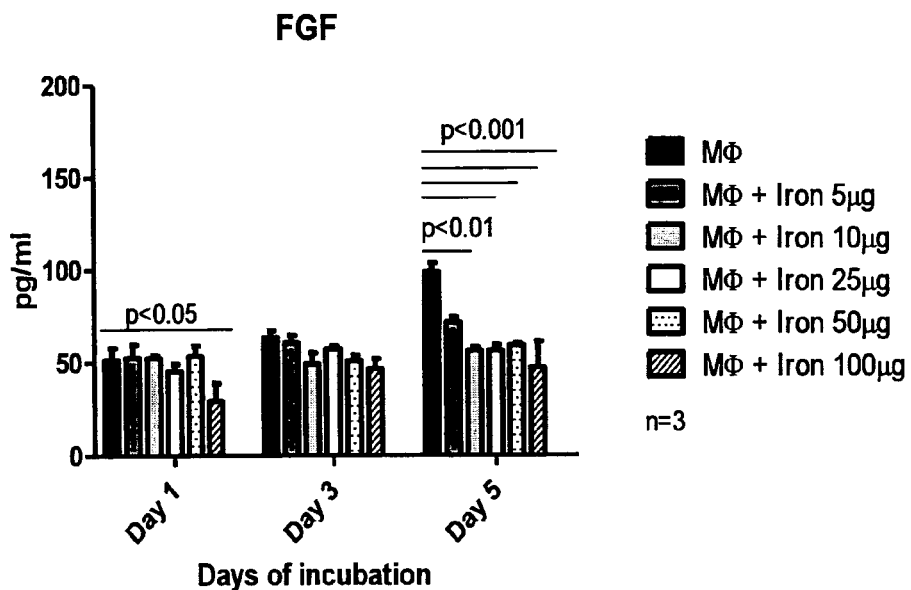 FGF
200
150
100
50
0
pg/ml
p<0.05
p<0.001
p<0.01
Day 1
Day 3
Day 5
Days of incubation
MΦ
MΦ + Iron 5µg
MΦ + Iron 10µg
MΦ + Iron 25µg
MΦ + Iron 50µg
MΦ + Iron 100µg
n=3